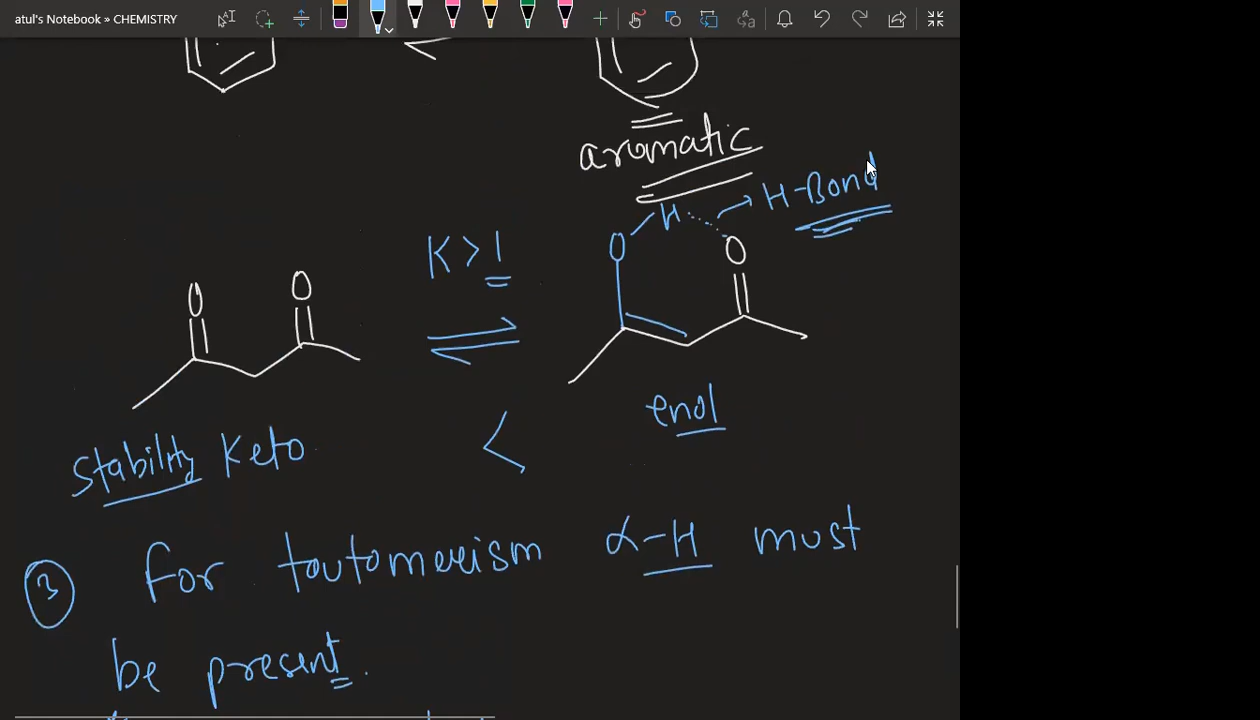 atul's Notebook » CHEMISTRY
aromatic
H-Bond
H
O
O
K > 1
O
O
enol
Stability Keto <
③ For tautomerism α-H must
be present.